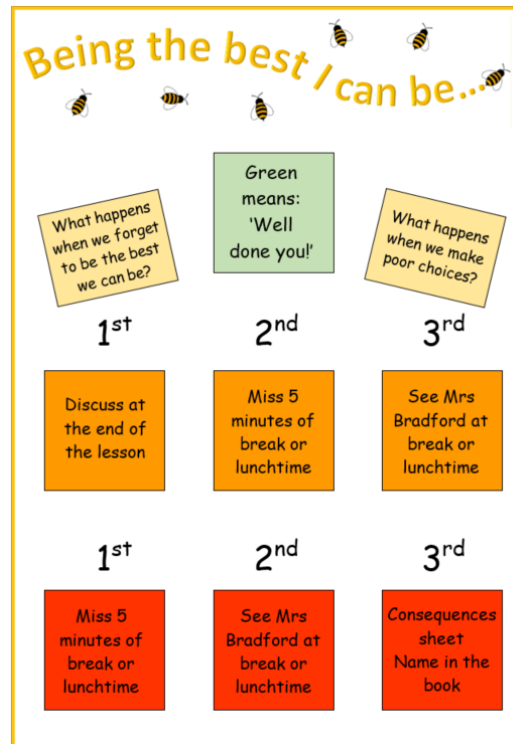 Being the best I can be...
Green
means:
'Well
done you!'
What happens
when we forget
to be the best
we can be?
What happens
when we make
poor choices?
1st
2nd
3rd
Discuss at
the end of
the lesson
Miss 5
minutes of
break or
lunchtime
See Mrs
Bradford at
break or
lunchtime
1st
2nd
3rd
Miss 5
minutes of
break or
lunchtime
See Mrs
Bradford at
break or
lunchtime
Consequences
sheet
Name in the
book